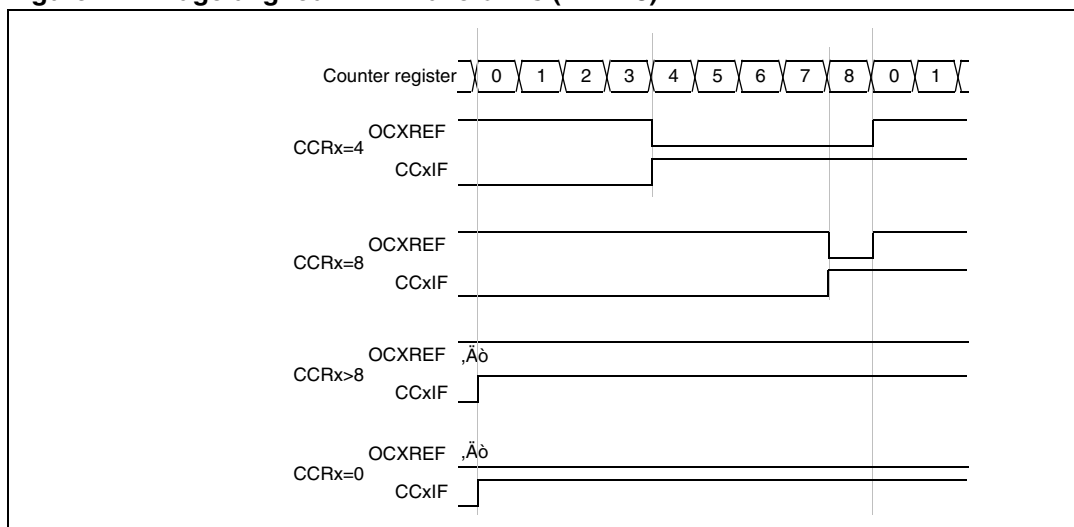 Counter register 0 1 2 3 4 5 6 7 8 0 1
OCXREF
CCRx=4
CCxIF
OCXREF
CCRx=8
CCxIF
OCXREF ‚Äò
CCRx>8
CCxIF
OCXREF ‚Äò
CCRx=0
CCxIF